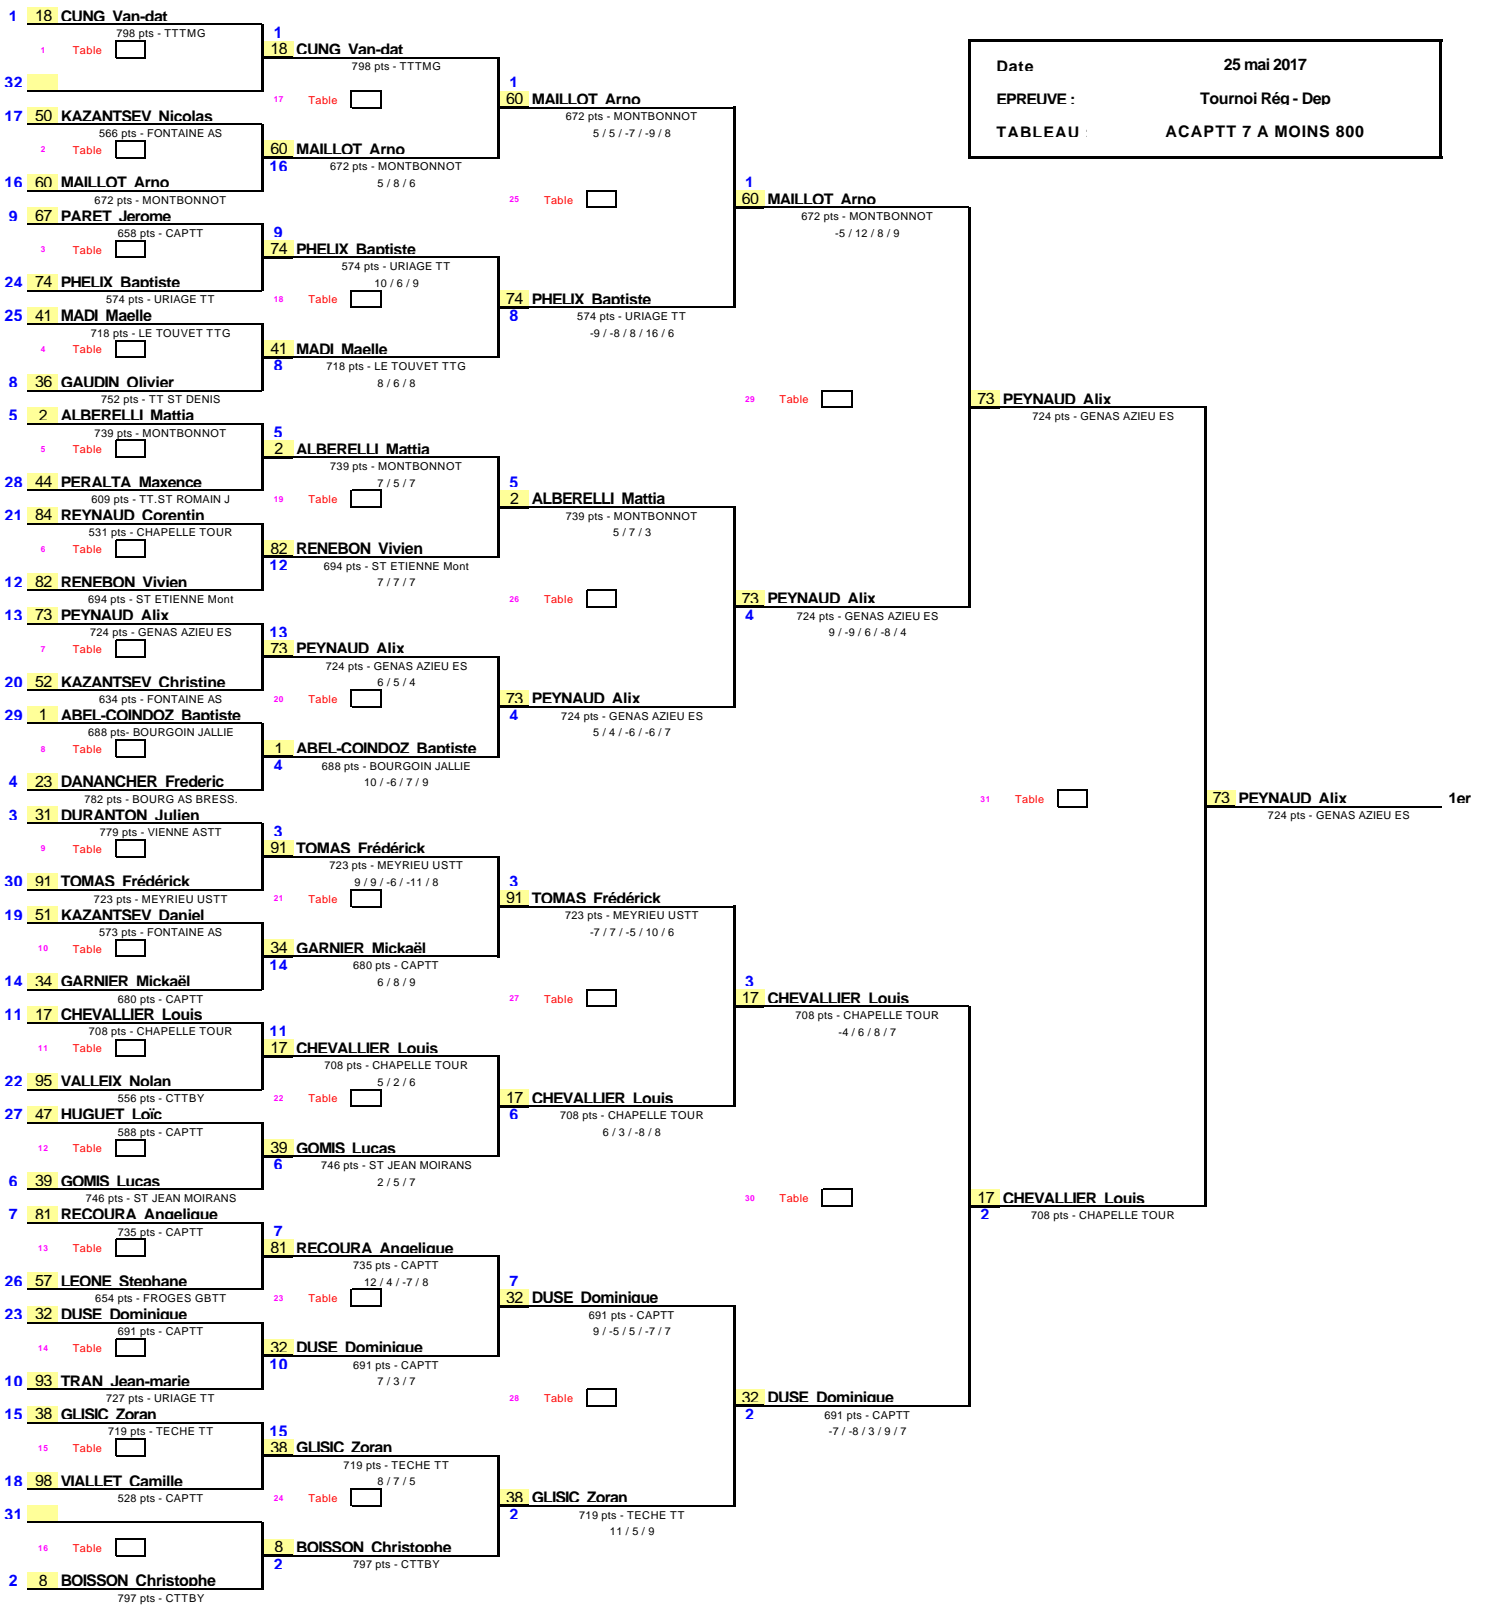 Date 25 mai 2017
EPREUVE : Tournoi Rég - Dep
TABLEAU : ACAPTT 7 A MOINS 800
1 18 CUNG Van-dat
798 pts - TTTMG
1 Table
32
17 50 KAZANTSEV Nicolas
566 pts - FONTAINE AS
2 Table
16 60 MAILLOT Arno
672 pts - MONTBONNOT
9 67 PARET Jerome
658 pts - CAPTT
3 Table
24 74 PHELIX Baptiste
574 pts - URIAGE TT
25 41 MADI Maelle
718 pts - LE TOUVET TTG
4 Table
8 36 GAUDIN Olivier
752 pts - TT ST DENIS
5 2 ALBERELLI Mattia
739 pts - MONTBONNOT
5 Table
28 44 PERALTA Maxence
609 pts - TT.ST ROMAIN J
21 84 REYNAUD Corentin
531 pts - CHAPELLE TOUR
6 Table
12 82 RENEBON Vivien
694 pts - ST ETIENNE Mont
13 73 PEYNAUD Alix
724 pts - GENAS AZIEU ES
7 Table
20 52 KAZANTSEV Christine
634 pts - FONTAINE AS
29 1 ABEL-COINDOZ Baptiste
688 pts- BOURGOIN JALLIE
8 Table
4 23 DANANCHER Frederic
782 pts - BOURG AS BRESS.
3 31 DURANTON Julien
779 pts - VIENNE ASTT
9 Table
30 91 TOMAS Frédérick
723 pts - MEYRIEU USTT
19 51 KAZANTSEV Daniel
573 pts - FONTAINE AS
10 Table
14 34 GARNIER Mickaël
680 pts - CAPTT
11 17 CHEVALLIER Louis
708 pts - CHAPELLE TOUR
11 Table
22 95 VALLEIX Nolan
556 pts - CTTBY
27 47 HUGUET Loïc
588 pts - CAPTT
12 Table
6 39 GOMIS Lucas
746 pts - ST JEAN MOIRANS
7 81 RECOURA Angelique
735 pts - CAPTT
13 Table
26 57 LEONE Stephane
654 pts - FROGES GBTT
23 32 DUSE Dominique
691 pts - CAPTT
14 Table
10 93 TRAN Jean-marie
727 pts - URIAGE TT
15 38 GLISIC Zoran
719 pts - TECHE TT
15 Table
18 98 VIALLET Camille
528 pts - CAPTT
31
16 Table
2 8 BOISSON Christophe
797 pts - CTTBY
1
18 CUNG Van-dat
798 pts - TTTMG
17 Table
60 MAILLOT Arno
16 672 pts - MONTBONNOT
5 / 8 / 6
9
74 PHELIX Baptiste
574 pts - URIAGE TT
10 / 6 / 9
18 Table
41 MADI Maelle
8 718 pts - LE TOUVET TTG
8 / 6 / 8
5
2 ALBERELLI Mattia
739 pts - MONTBONNOT
7 / 5 / 7
19 Table
82 RENEBON Vivien
12 694 pts - ST ETIENNE Mont
7 / 7 / 7
13
73 PEYNAUD Alix
724 pts - GENAS AZIEU ES
6 / 5 / 4
20 Table
1 ABEL-COINDOZ Baptiste
4 688 pts - BOURGOIN JALLIE
10 / -6 / 7 / 9
3
91 TOMAS Frédérick
723 pts - MEYRIEU USTT
9 / 9 / -6 / -11 / 8
21 Table
34 GARNIER Mickaël
14 680 pts - CAPTT
6 / 8 / 9
11
17 CHEVALLIER Louis
708 pts - CHAPELLE TOUR
5 / 2 / 6
22 Table
39 GOMIS Lucas
6 746 pts - ST JEAN MOIRANS
2 / 5 / 7
7
81 RECOURA Angelique
735 pts - CAPTT
12 / 4 / -7 / 8
23 Table
32 DUSE Dominique
10 691 pts - CAPTT
7 / 3 / 7
15
38 GLISIC Zoran
719 pts - TECHE TT
8 / 7 / 5
24 Table
8 BOISSON Christophe
2 797 pts - CTTBY
1
60 MAILLOT Arno
672 pts - MONTBONNOT
5 / 5 / -7 / -9 / 8
25 Table
74 PHELIX Baptiste
8 574 pts - URIAGE TT
-9 / -8 / 8 / 16 / 6
5
2 ALBERELLI Mattia
739 pts - MONTBONNOT
5 / 7 / 3
26 Table
73 PEYNAUD Alix
4 724 pts - GENAS AZIEU ES
5 / 4 / -6 / -6 / 7
3
91 TOMAS Frédérick
723 pts - MEYRIEU USTT
-7 / 7 / -5 / 10 / 6
27 Table
17 CHEVALLIER Louis
6 708 pts - CHAPELLE TOUR
6 / 3 / -8 / 8
7
32 DUSE Dominique
691 pts - CAPTT
9 / -5 / 5 / -7 / 7
28 Table
38 GLISIC Zoran
2 719 pts - TECHE TT
11 / 5 / 9
1
60 MAILLOT Arno
672 pts - MONTBONNOT
-5 / 12 / 8 / 9
29 Table
73 PEYNAUD Alix
4 724 pts - GENAS AZIEU ES
9 / -9 / 6 / -8 / 4
3
17 CHEVALLIER Louis
708 pts - CHAPELLE TOUR
-4 / 6 / 8 / 7
30 Table
32 DUSE Dominique
2 691 pts - CAPTT
-7 / -8 / 3 / 9 / 7
73 PEYNAUD Alix
724 pts - GENAS AZIEU ES
31 Table
17 CHEVALLIER Louis
2 708 pts - CHAPELLE TOUR
73 PEYNAUD Alix 1er
724 pts - GENAS AZIEU ES